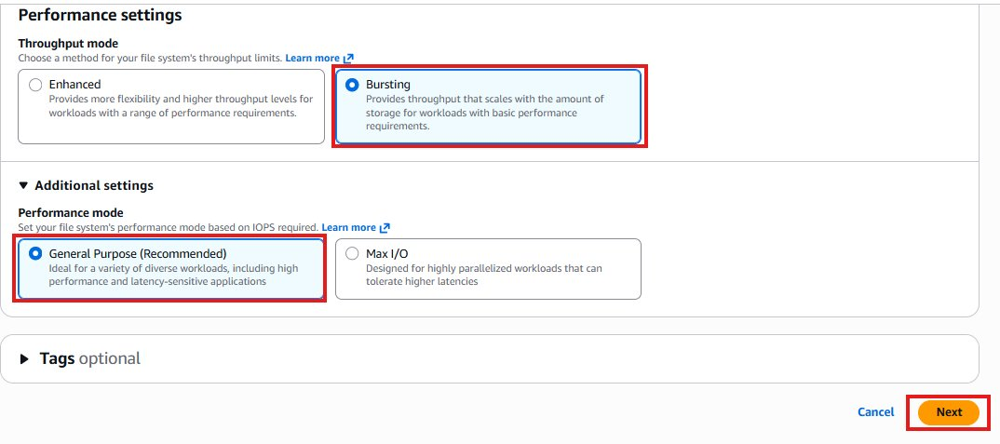 Performance settings
Throughput mode
Choose a method for your file system's throughput limits. Learn more
Enhanced
Provides more flexibility and higher throughput levels for
workloads with a range of performance requirements.
Bursting
Provides throughput that scales with the amount of
storage for workloads with basic performance
requirements.
Additional settings
Performance mode
Set your file system's performance mode based on IOPS required. Learn more
General Purpose (Recommended)
Ideal for a variety of diverse workloads, including high
performance and latency-sensitive applications
Max I/O
Designed for highly parallelized workloads that can
tolerate higher latencies
Tags optional
Cancel
Next